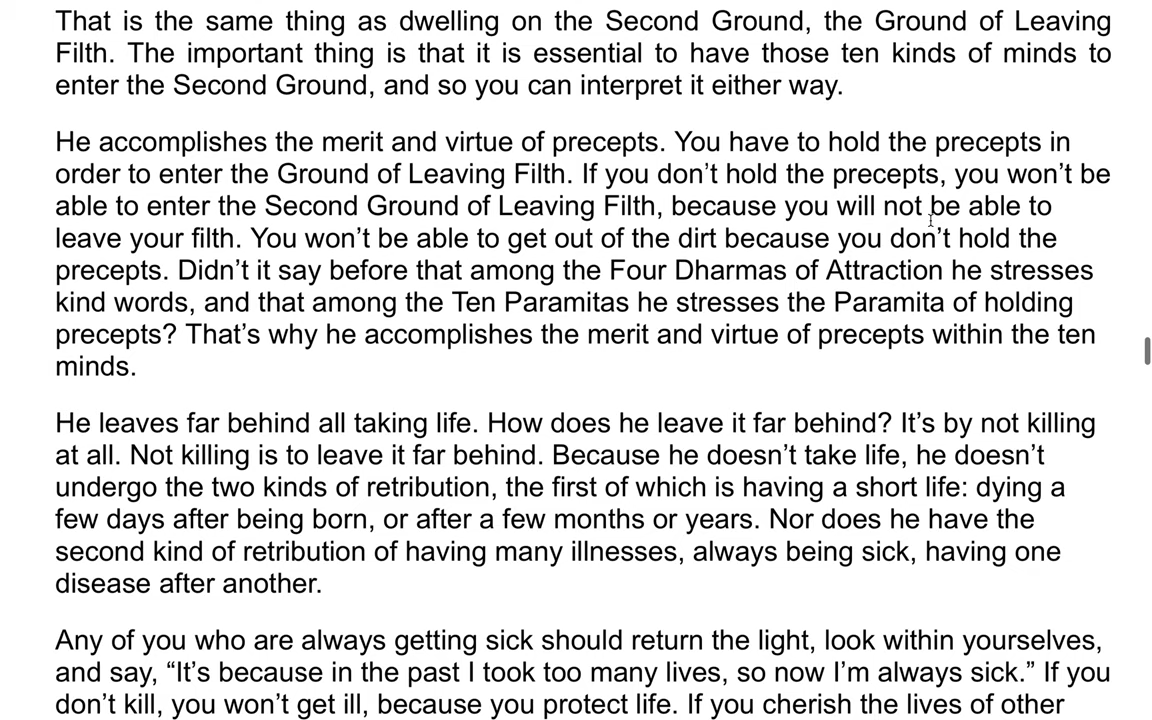 That is the same thing as dwelling on the Second Ground, the Ground of Leaving
Filth. The important thing is that it is essential to have those ten kinds of minds to
enter the Second Ground, and so you can interpret it either way.
He accomplishes the merit and virtue of precepts. You have to hold the precepts in
order to enter the Ground of Leaving Filth. If you don’t hold the precepts, you won’t be
able to enter the Second Ground of Leaving Filth, because you will not be able to
leave your filth. You won’t be able to get out of the dirt because you don’t hold the
precepts. Didn’t it say before that among the Four Dharmas of Attraction he stresses
kind words, and that among the Ten Paramitas he stresses the Paramita of holding
precepts? That’s why he accomplishes the merit and virtue of precepts within the ten
minds.
He leaves far behind all taking life. How does he leave it far behind? It’s by not killing
at all. Not killing is to leave it far behind. Because he doesn’t take life, he doesn’t
undergo the two kinds of retribution, the first of which is having a short life: dying a
few days after being born, or after a few months or years. Nor does he have the
second kind of retribution of having many illnesses, always being sick, having one
disease after another.
Any of you who are always getting sick should return the light, look within yourselves,
and say, “It’s because in the past I took too many lives, so now I’m always sick.” If you
don’t kill, you won’t get ill, because you protect life. If you cherish the lives of other